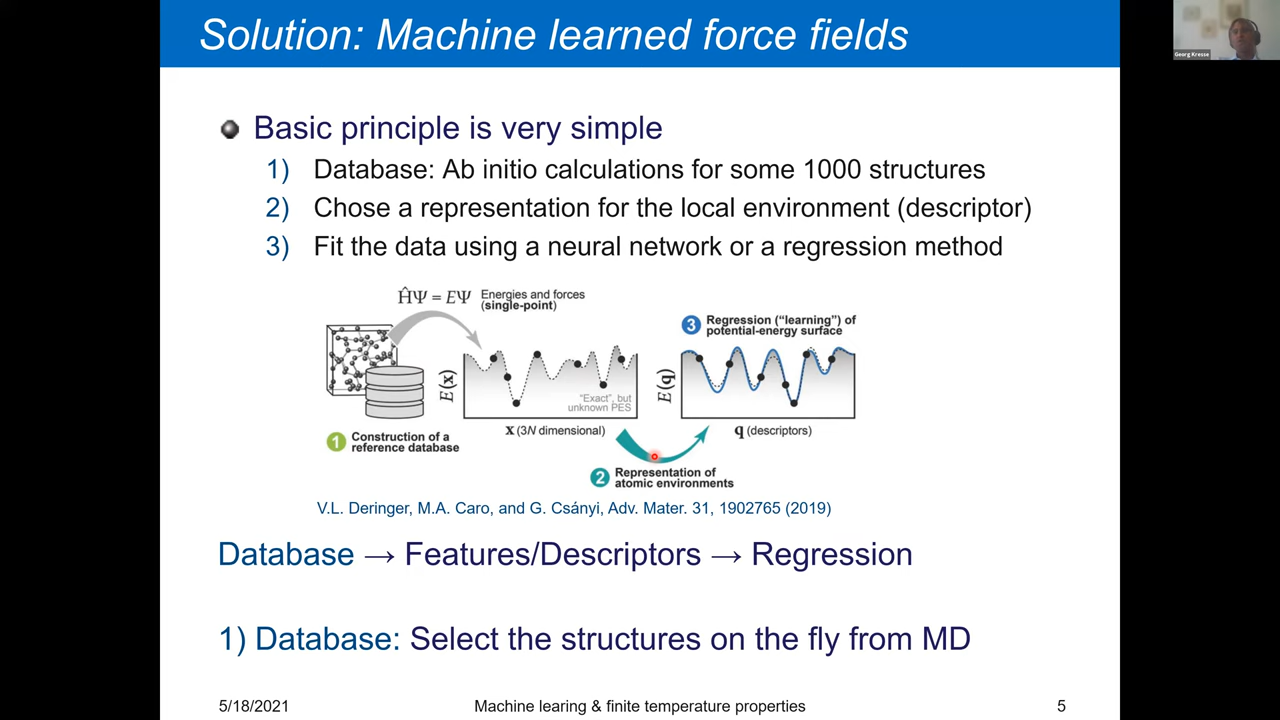 Solution: Machine learned force fields
Georg Kresse
Basic principle is very simple
1) Database: Ab initio calculations for some 1000 structures
2) Chose a representation for the local environment (descriptor)
3) Fit the data using a neural network or a regression method
ĤΨ = EΨ
Energies and forces
(single-point)
3 Regression ("learning") of
potential-energy surface
E(x)
"Exact", but
unknown PES
E(q)
x (3N dimensional)
q (descriptors)
1 Construction of a
reference database
2 Representation of
atomic environments
V.L. Deringer, M.A. Caro, and G. Csányi, Adv. Mater. 31, 1902765 (2019)
Database → Features/Descriptors → Regression
1) Database: Select the structures on the fly from MD
5/18/2021
Machine learing & finite temperature properties
5